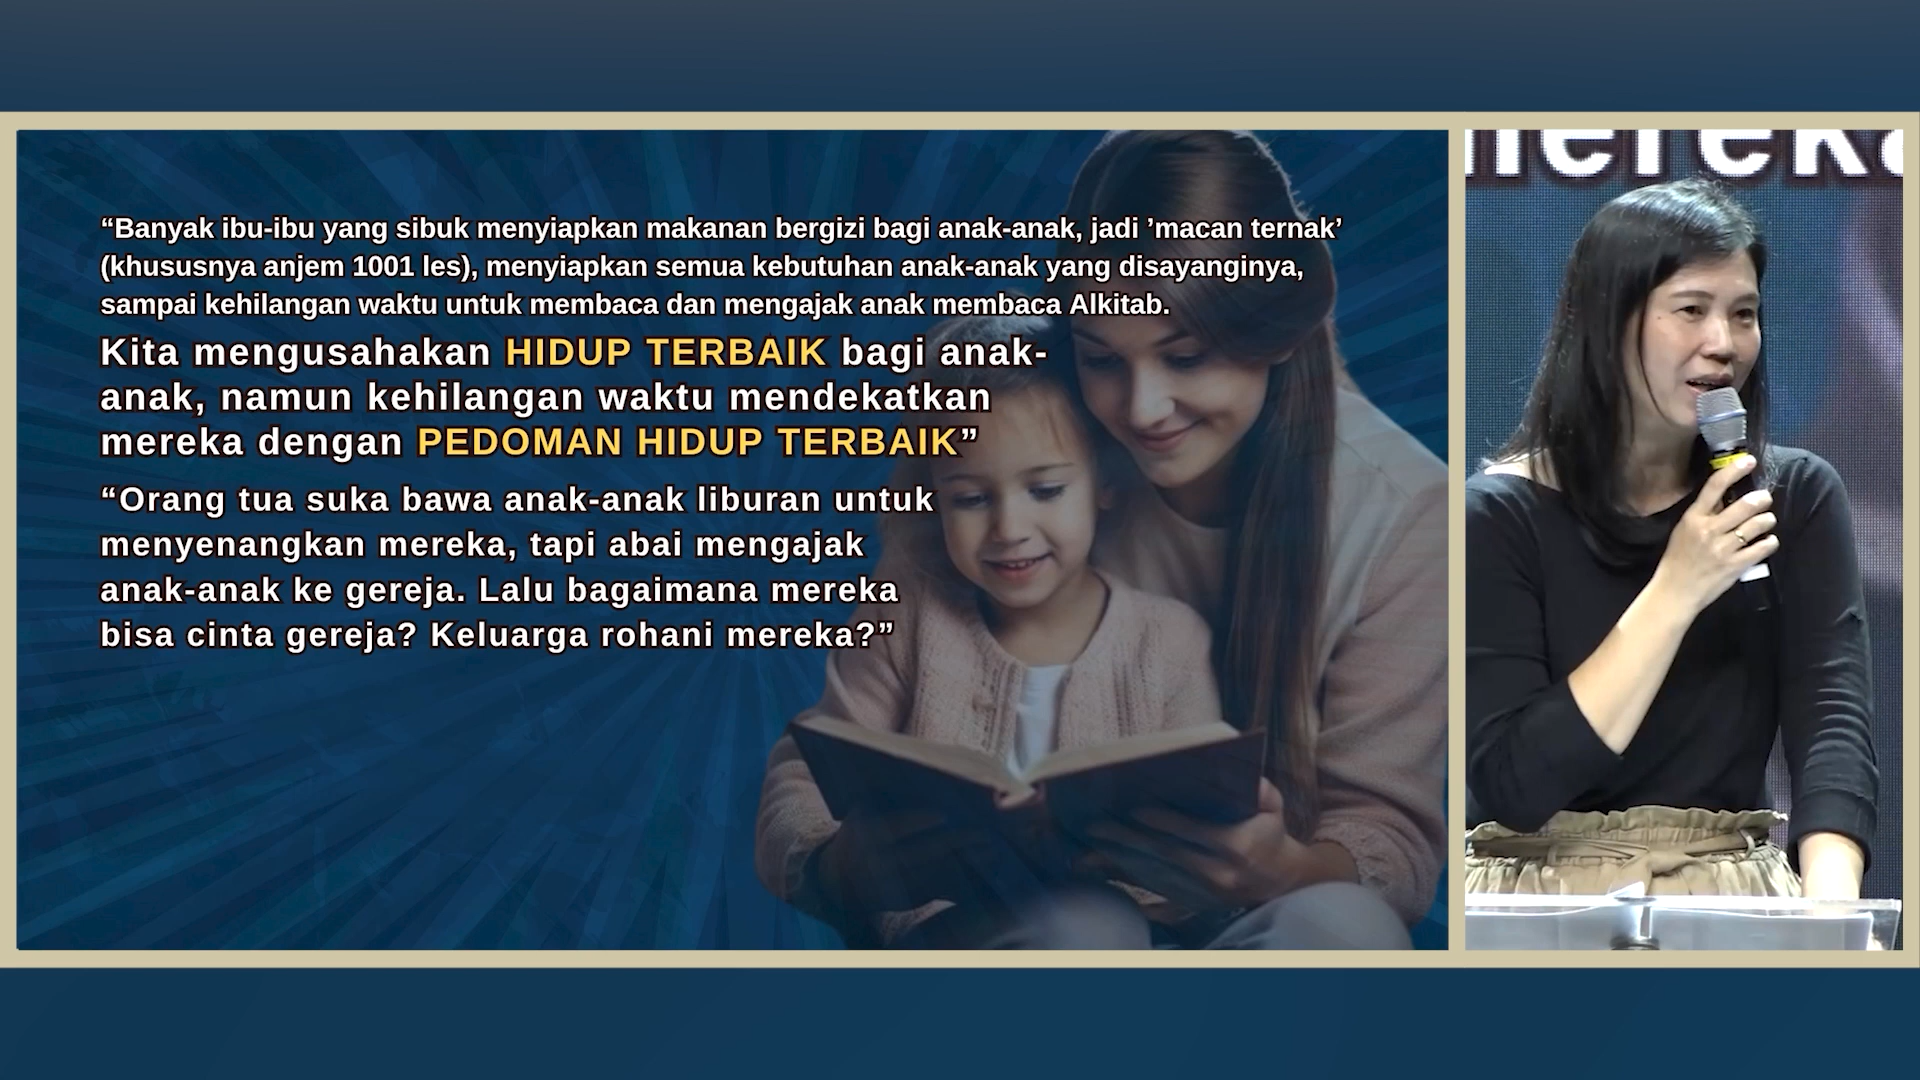 “Banyak ibu-ibu yang sibuk menyiapkan makanan bergizi bagi anak-anak, jadi ’macan ternak’
(khususnya anjem 1001 les), menyiapkan semua kebutuhan anak-anak yang disayanginya,
sampai kehilangan waktu untuk membaca dan mengajak anak membaca Alkitab.
Kita mengusahakan HIDUP TERBAIK bagi anak-
anak, namun kehilangan waktu mendekatkan
mereka dengan PEDOMAN HIDUP TERBAIK”
“Orang tua suka bawa anak-anak liburan untuk
menyenangkan mereka, tapi abai mengajak
anak-anak ke gereja. Lalu bagaimana mereka
bisa cinta gereja? Keluarga rohani mereka?”
mereka